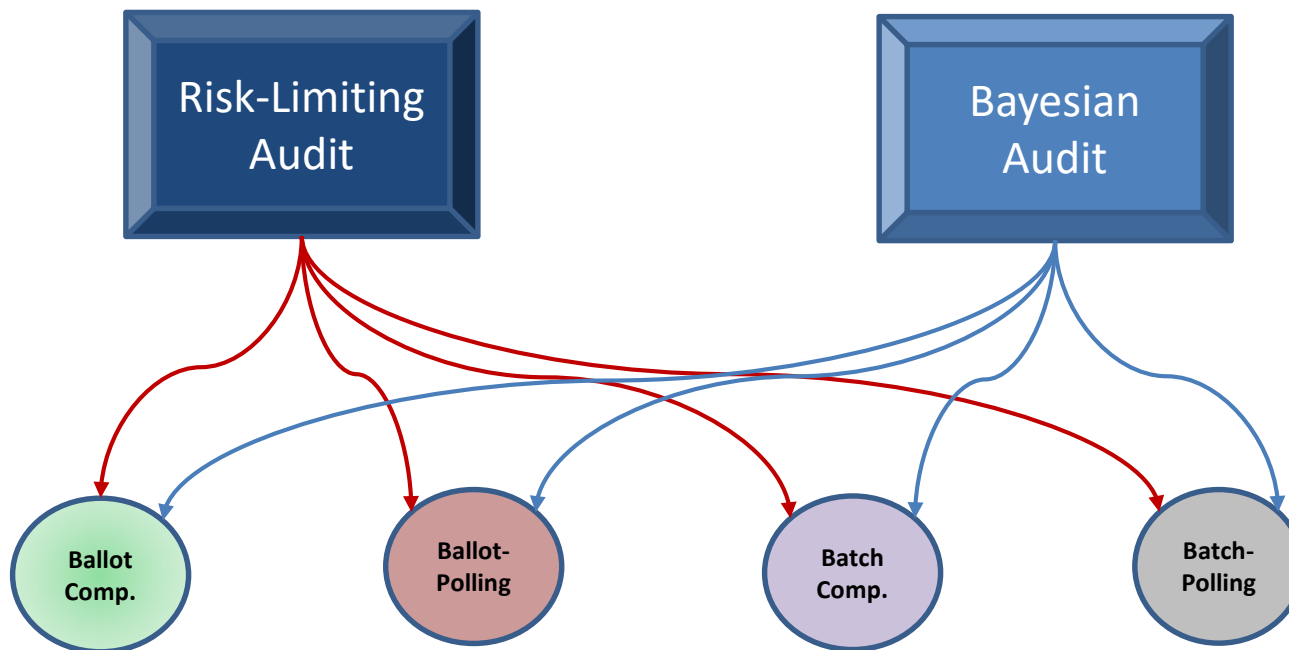 Risk-Limiting
Audit
Bayesian
Audit
Ballot
Comp.
Ballot-
Polling
Batch
Comp.
Batch-
Polling